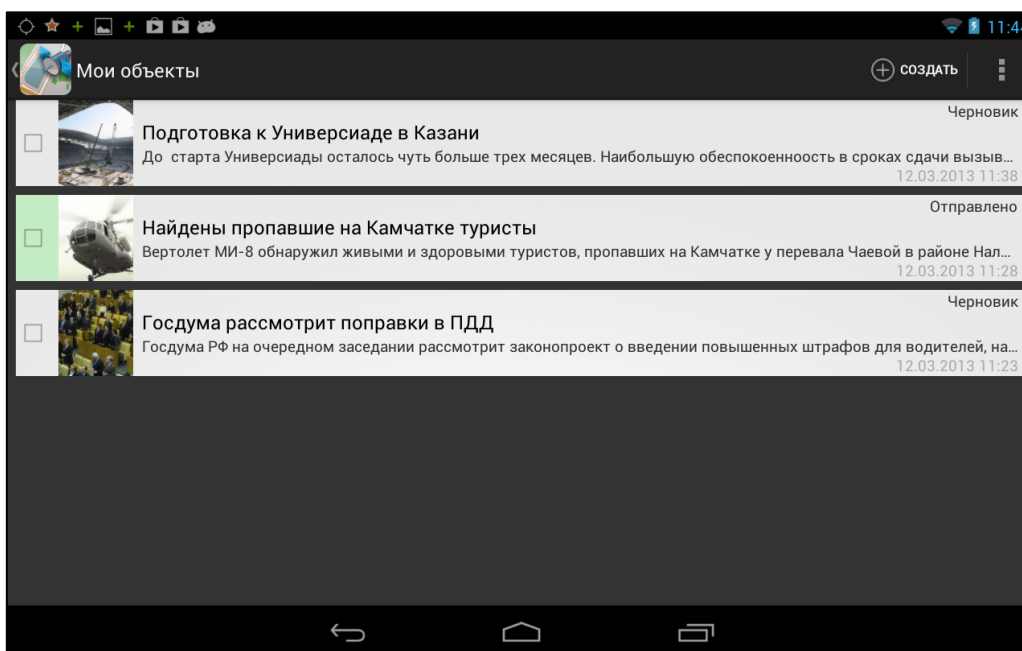 11:44
Мои объекты
СОЗДАТЬ
Черновик
Подготовка к Универсиаде в Казани
До старта Универсиады осталось чуть больше трех месяцев. Наибольшую обеспокоенноость в сроках сдачи вызыв...
12.03.2013 11:38
Отправлено
Найдены пропавшие на Камчатке туристы
Вертолет МИ-8 обнаружил живыми и здоровыми туристов, пропавших на Камчатке у перевала Чаевой в районе Нал...
12.03.2013 11:28
Черновик
Госдума рассмотрит поправки в ПДД
Госдума РФ на очередном заседании рассмотрит законопроект о введении повышенных штрафов для водителей, на...
12.03.2013 11:23